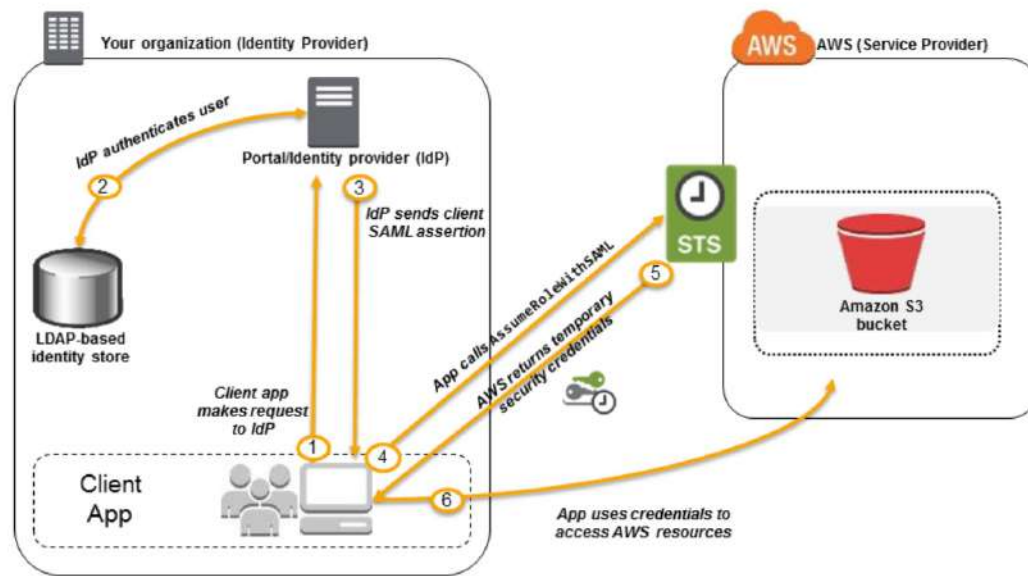 Your organization (Identity Provider)
AWS
AWS (Service Provider)
IdP authenticates user
2
Portal/Identity provider (IdP)
3
IdP sends client
SAML assertion
LDAP-based
identity store
STS
5
Amazon S3
bucket
App calls AssumeRoleWithSAML
AWS returns temporary
security credentials
Client app
makes request
to IdP
1
4
Client
App
6
App uses credentials to
access AWS resources